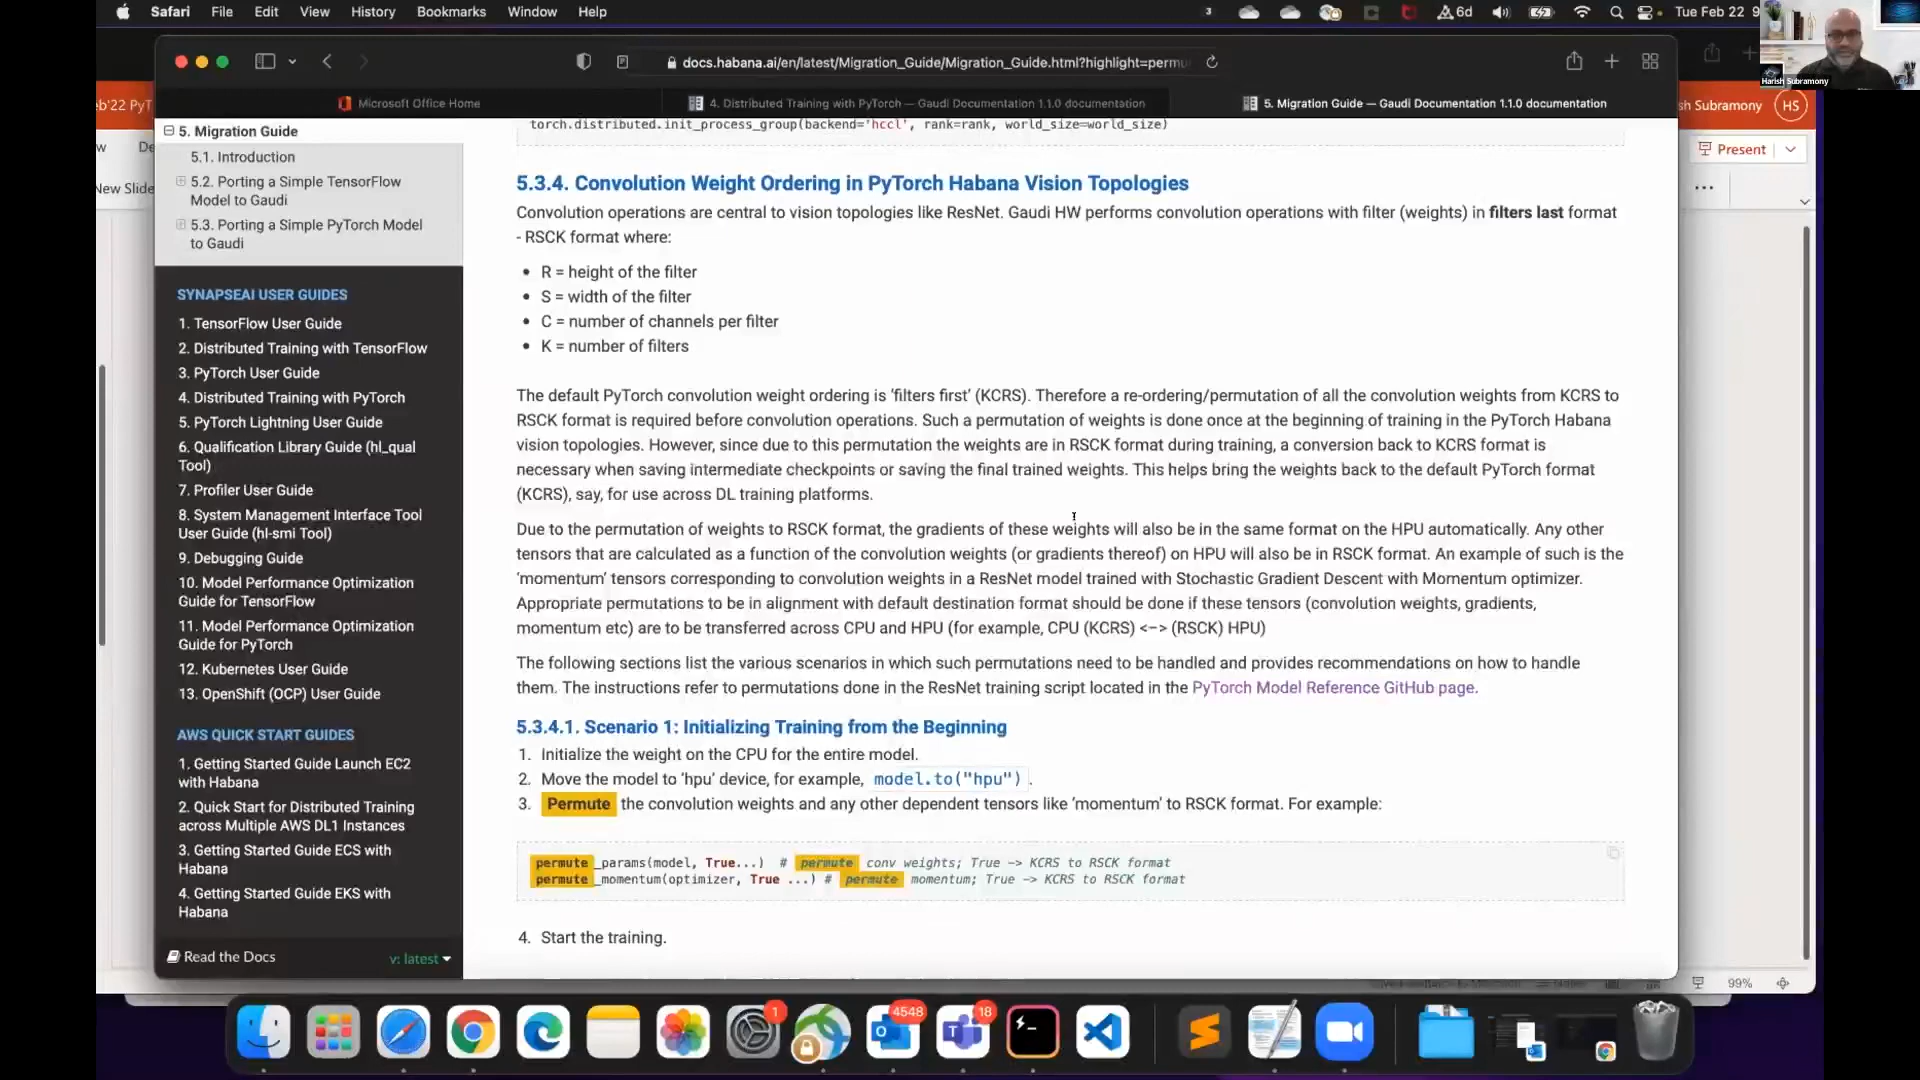 Safari File Edit View History Bookmarks Window Help 3 6d Tue Feb 22 9
Harish Subramony
docs.habana.ai/en/latest/Migration_Guide/Migration_Guide.html?highlight=permu
Microsoft Office Home
4. Distributed Training with PyTorch — Gaudi Documentation 1.1.0 documentation
5. Migration Guide — Gaudi Documentation 1.1.0 documentation
eb'22 PyT
sh Subramony HS
w De
New Slide
Present
5. Migration Guide
5.1. Introduction
5.2. Porting a Simple TensorFlow
Model to Gaudi
5.3. Porting a Simple PyTorch Model
to Gaudi
SYNAPSEAI USER GUIDES
1. TensorFlow User Guide
2. Distributed Training with TensorFlow
3. PyTorch User Guide
4. Distributed Training with PyTorch
5. PyTorch Lightning User Guide
6. Qualification Library Guide (hl_qual
Tool)
7. Profiler User Guide
8. System Management Interface Tool
User Guide (hl-smi Tool)
9. Debugging Guide
10. Model Performance Optimization
Guide for TensorFlow
11. Model Performance Optimization
Guide for PyTorch
12. Kubernetes User Guide
13. OpenShift (OCP) User Guide
AWS QUICK START GUIDES
1. Getting Started Guide Launch EC2
with Habana
2. Quick Start for Distributed Training
across Multiple AWS DL1 Instances
3. Getting Started Guide ECS with
Habana
4. Getting Started Guide EKS with
Habana
Read the Docs v: latest
torch.distributed.init_process_group(backend='hccl', rank=rank, world_size=world_size)
5.3.4. Convolution Weight Ordering in PyTorch Habana Vision Topologies
Convolution operations are central to vision topologies like ResNet. Gaudi HW performs convolution operations with filter (weights) in filters last format
- RSCK format where:
• R = height of the filter
• S = width of the filter
• C = number of channels per filter
• K = number of filters
The default PyTorch convolution weight ordering is 'filters first' (KCRS). Therefore a re-ordering/permutation of all the convolution weights from KCRS to
RSCK format is required before convolution operations. Such a permutation of weights is done once at the beginning of training in the PyTorch Habana
vision topologies. However, since due to this permutation the weights are in RSCK format during training, a conversion back to KCRS format is
necessary when saving intermediate checkpoints or saving the final trained weights. This helps bring the weights back to the default PyTorch format
(KCRS), say, for use across DL training platforms.
Due to the permutation of weights to RSCK format, the gradients of these weights will also be in the same format on the HPU automatically. Any other
tensors that are calculated as a function of the convolution weights (or gradients thereof) on HPU will also be in RSCK format. An example of such is the
'momentum' tensors corresponding to convolution weights in a ResNet model trained with Stochastic Gradient Descent with Momentum optimizer.
Appropriate permutations to be in alignment with default destination format should be done if these tensors (convolution weights, gradients,
momentum etc) are to be transferred across CPU and HPU (for example, CPU (KCRS) <–> (RSCK) HPU)
The following sections list the various scenarios in which such permutations need to be handled and provides recommendations on how to handle
them. The instructions refer to permutations done in the ResNet training script located in the PyTorch Model Reference GitHub page.
5.3.4.1. Scenario 1: Initializing Training from the Beginning
1. Initialize the weight on the CPU for the entire model.
2. Move the model to 'hpu' device, for example, model.to("hpu") .
3. Permute the convolution weights and any other dependent tensors like 'momentum' to RSCK format. For example:
permute_params(model, True...) # permute conv weights; True -> KCRS to RSCK format
permute_momentum(optimizer, True ...) # permute momentum; True -> KCRS to RSCK format
4. Start the training.
99%
1 4548 18